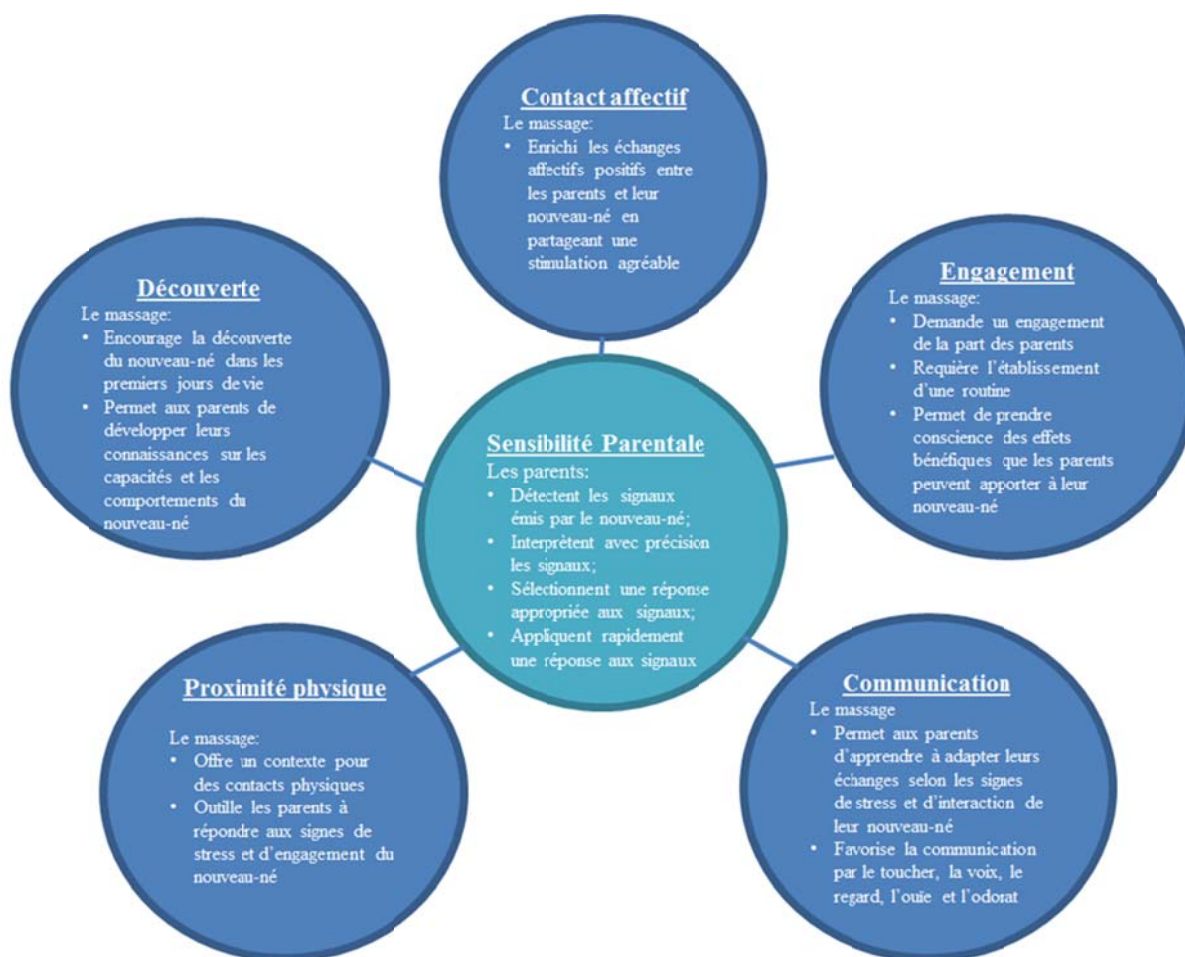 Contact affectif
Le massage:
• Enrichi les échanges
affectifs positifs entre
les parents et leur
nouveau-né en
partageant une
stimulation agréable
Découverte
Le massage:
• Encourage la découverte
du nouveau-né dans les
premiers jours de vie
• Permet aux parents de
développer leurs
connaissances sur les
capacités et les
comportements du
nouveau-né
Engagement
Le massage:
• Demande un engagement
de la part des parents
• Requière l'établissement
d'une routine
• Permet de prendre
conscience des effets
bénéfiques que les parents
peuvent apporter à leur
nouveau-né
Sensibilité Parentale
Les parents:
• Détectent les signaux
émis par le nouveau-né;
• Interprètent avec précision
les signaux;
• Sélectionnent une réponse
appropriée aux signaux;
• Appliquent rapidement
une réponse aux signaux
Proximité physique
Le massage:
• Offre un contexte pour
des contacts physiques
• Outille les parents à
répondre aux signes de
stress et d'engagement du
nouveau-né
Communication
Le massage
• Permet aux parents
d'apprendre à adapter leurs
échanges selon les signes
de stress et d'interaction de
leur nouveau-né
• Favorise la communication
par le toucher, la voix, le
regard, l'ouïe et l'odorat